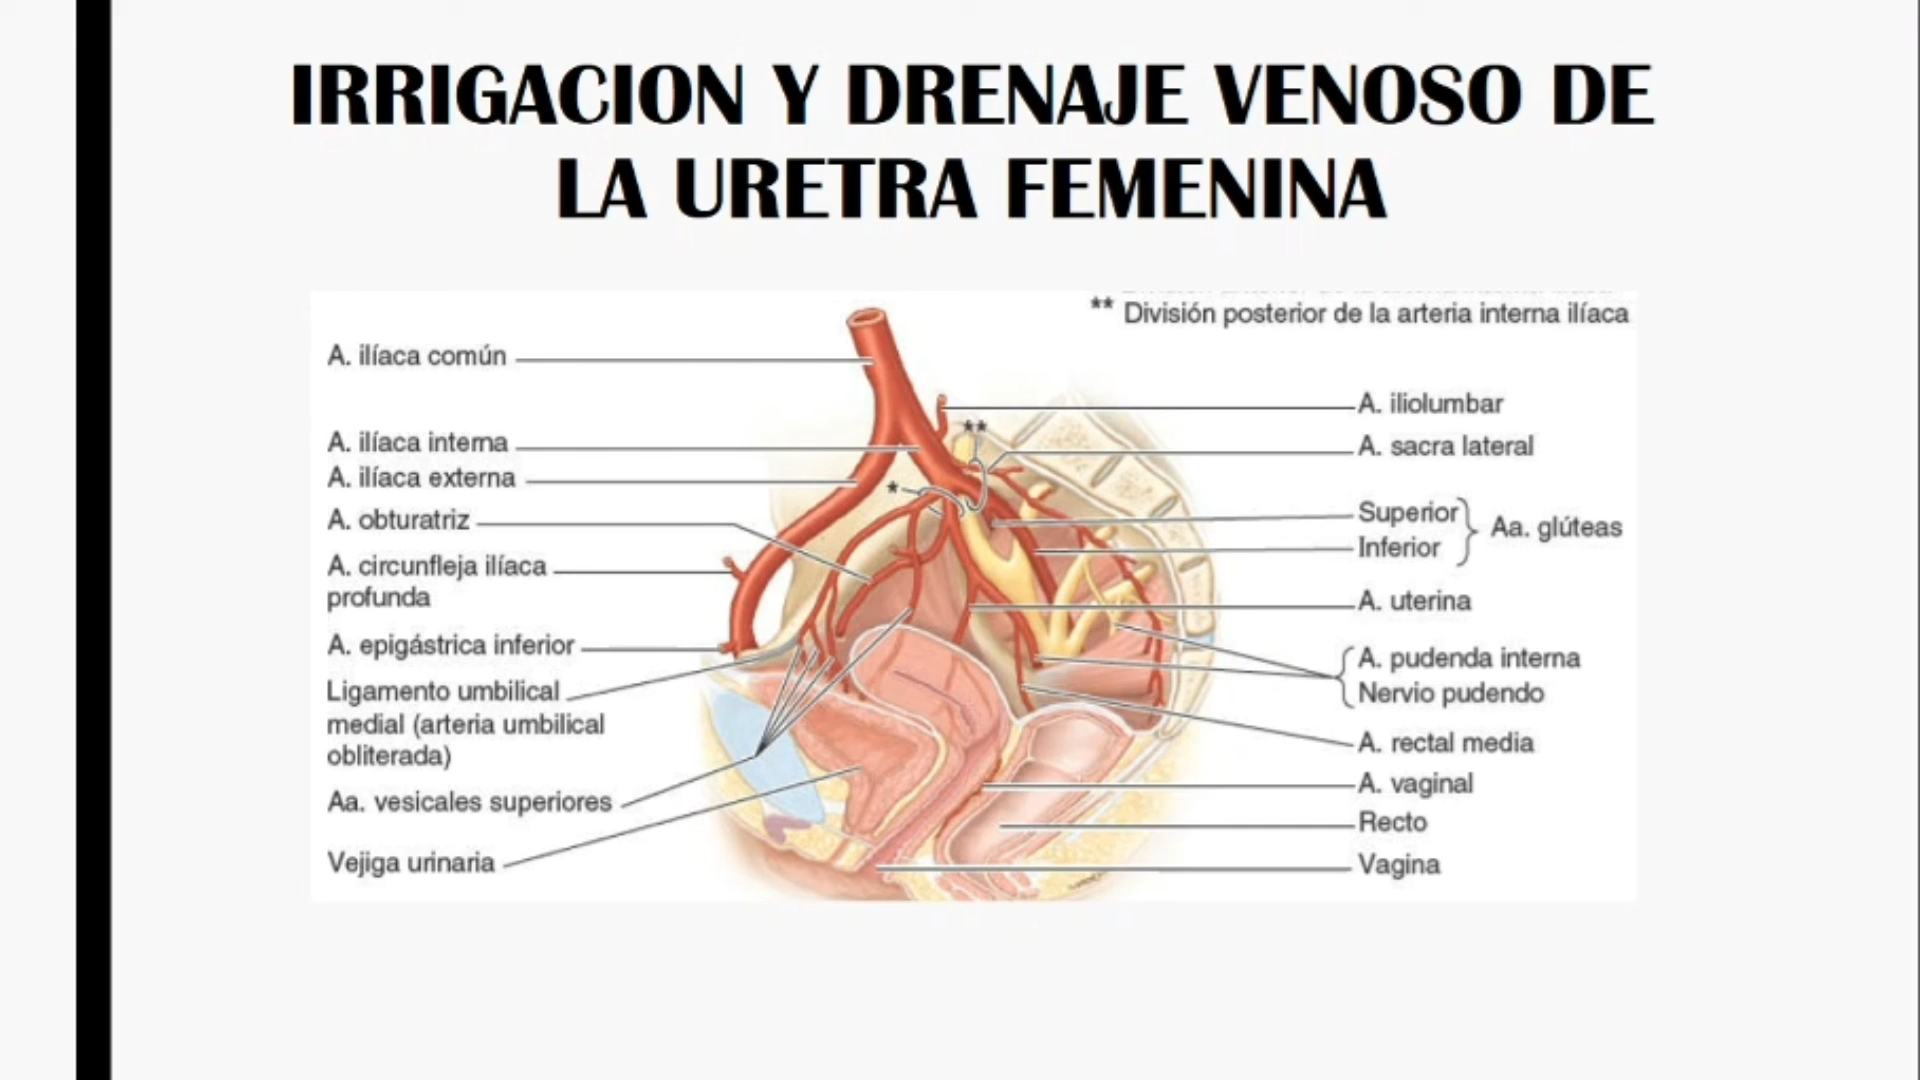 IRRIGACION Y DRENAJE VENOSO DE
LA URETRA FEMENINA
** División posterior de la arteria interna ilíaca
A. ilíaca común
A. ilíaca interna
A. ilíaca externa
A. obturatriz
A. circunfleja ilíaca
profunda
A. epigástrica inferior
Ligamento umbilical
medial (arteria umbilical
obliterada)
Aa. vesicales superiores
Vejiga urinaria
**
*
A. iliolumbar
A. sacra lateral
Superior
Inferior
Aa. glúteas
A. uterina
A. pudenda interna
Nervio pudendo
A. rectal media
A. vaginal
Recto
Vagina